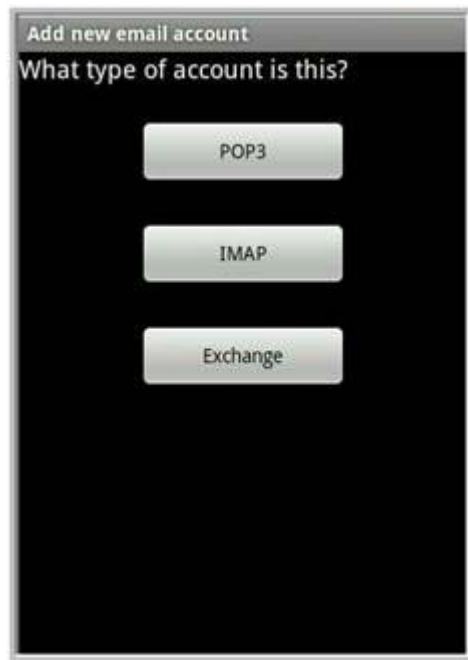 Add new email account
What type of account is this?
POP3
IMAP
Exchange